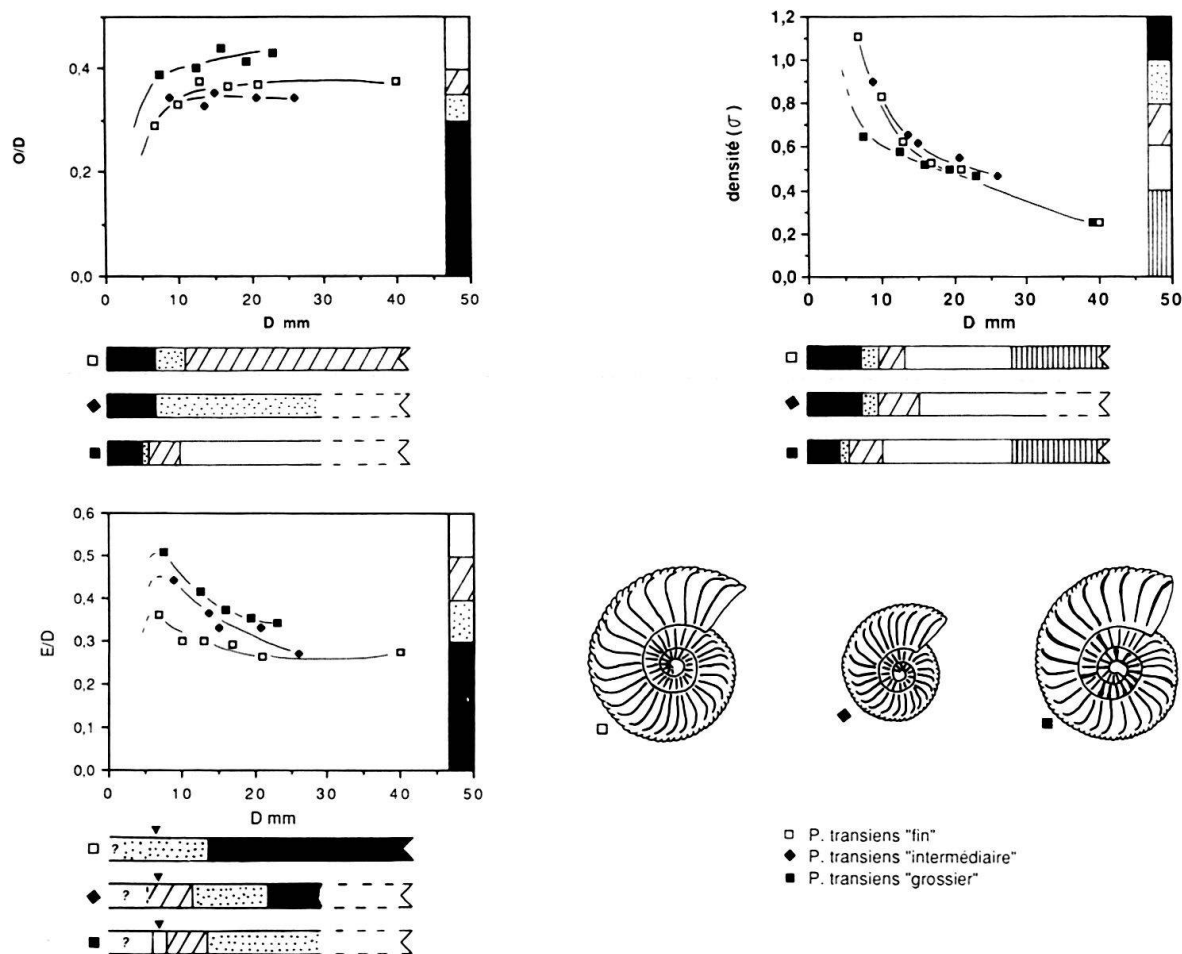 O/D
0,4
0,2
0,0
0 10 20 30 40 50
D mm
densité (σ)
1,2
1,0
0,8
0,6
0,4
0,2
0,0
0 10 20 30 40 50
D mm
E/D
0,6
0,5
0,4
0,3
0,2
0,1
0,0
0 10 20 30 40 50
D mm
?
?
?
P. transiens "fin"
P. transiens "intermédiaire"
P. transiens "grossier"